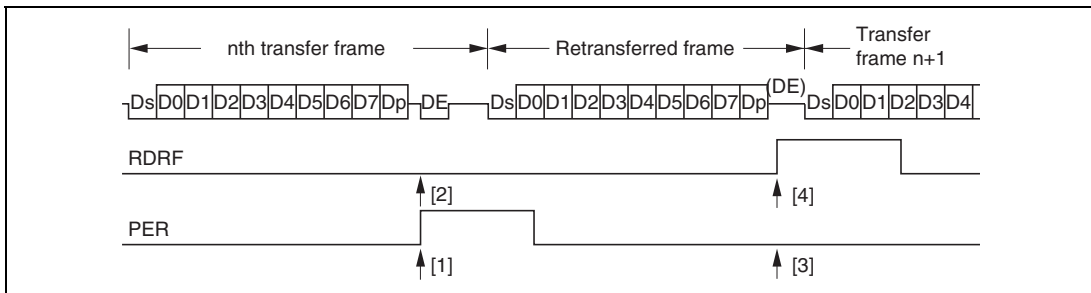 nth transfer frame Retransferred frame Transfer
frame n+1
(DE)
Ds D0 D1 D2 D3 D4 D5 D6 D7 Dp DE Ds D0 D1 D2 D3 D4 D5 D6 D7 Dp Ds D0 D1 D2 D3 D4
RDRF
[2] [4]
PER
[1] [3]